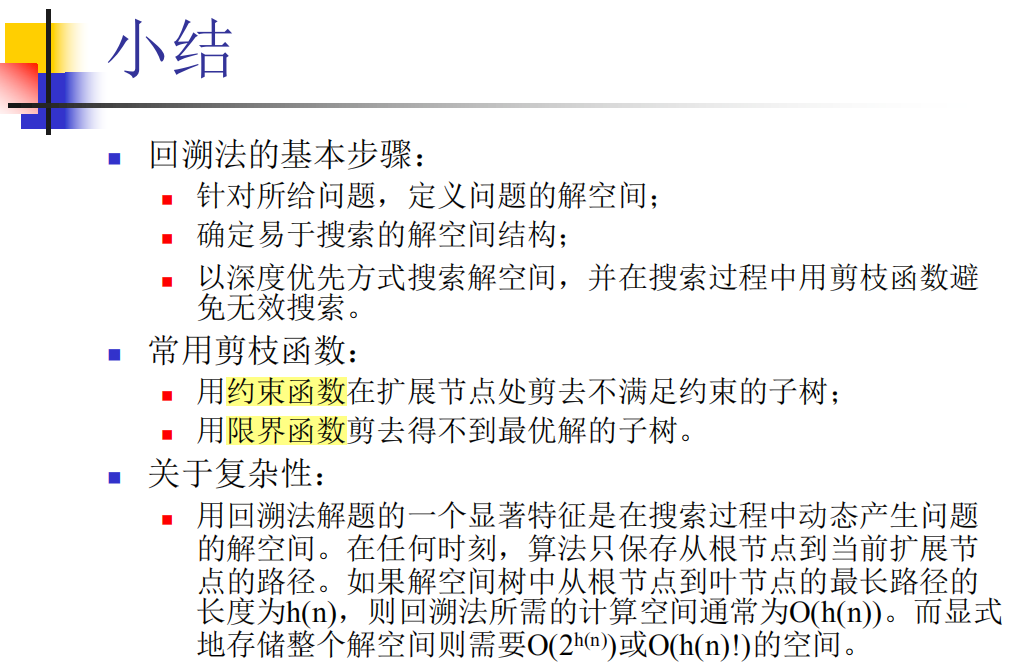 小结
回溯法的基本步骤：
针对所给问题，定义问题的解空间；
确定易于搜索的解空间结构；
以深度优先方式搜索解空间，并在搜索过程中用剪枝函数避
免无效搜索。
常用剪枝函数：
用约束函数在扩展节点处剪去不满足约束的子树；
用限界函数剪去得不到最优解的子树。
关于复杂性：
用回溯法解题的一个显著特征是在搜索过程中动态产生问题
的解空间。在任何时刻，算法只保存从根节点到当前扩展节
点的路径。如果解空间树中从根节点到叶节点的最长路径的
长度为h(n)，则回溯法所需的计算空间通常为O(h(n))。而显式
地存储整个解空间则需要O(2^h(n))或O(h(n)!)的空间。